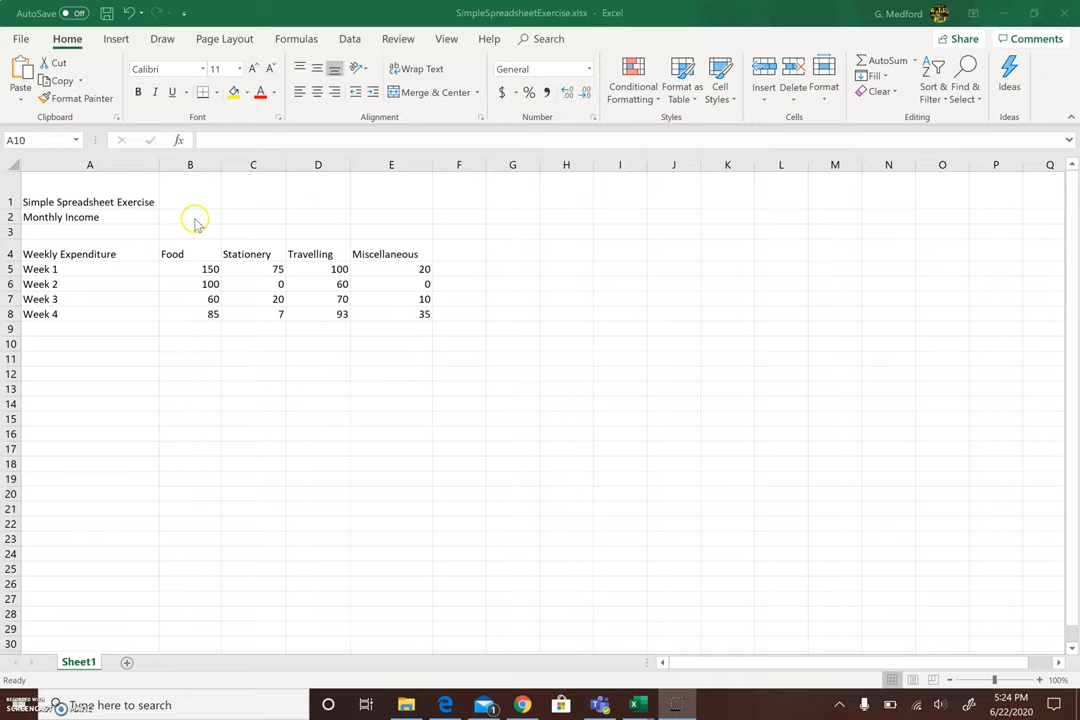 AutoSave Off SimpleSpreadsheetExercise.xlsx - Excel G. Medford
File Home Insert Draw Page Layout Formulas Data Review View Help Search Share Comments
Paste Cut Copy Format Painter
Clipboard
Calibri 11 A A
B I U A
Font
Wrap Text
Merge & Center
Alignment
General
$ % ,
Number
Conditional Formatting Format as Table Cell Styles
Styles
Insert Delete Format
Cells
AutoSum
Fill
Clear
Sort & Filter Find & Select
Editing
Ideas
Ideas
A10 fx
A B C D E F G H I J K L M N O P Q
1 Simple Spreadsheet Exercise
2 Monthly Income
3
4 Weekly Expenditure Food Stationery Travelling Miscellaneous
5 Week 1 150 75 100 20
6 Week 2 100 0 60 0
7 Week 3 60 20 70 10
8 Week 4 85 7 93 35
9
10
11
12
13
14
15
16
17
18
19
20
21
22
23
24
25
26
27
28
29
30
Sheet1
Ready 100%
RECORDED WITH
SCREENCAST MATIC
Type here to search
1
5:24 PM
6/22/2020